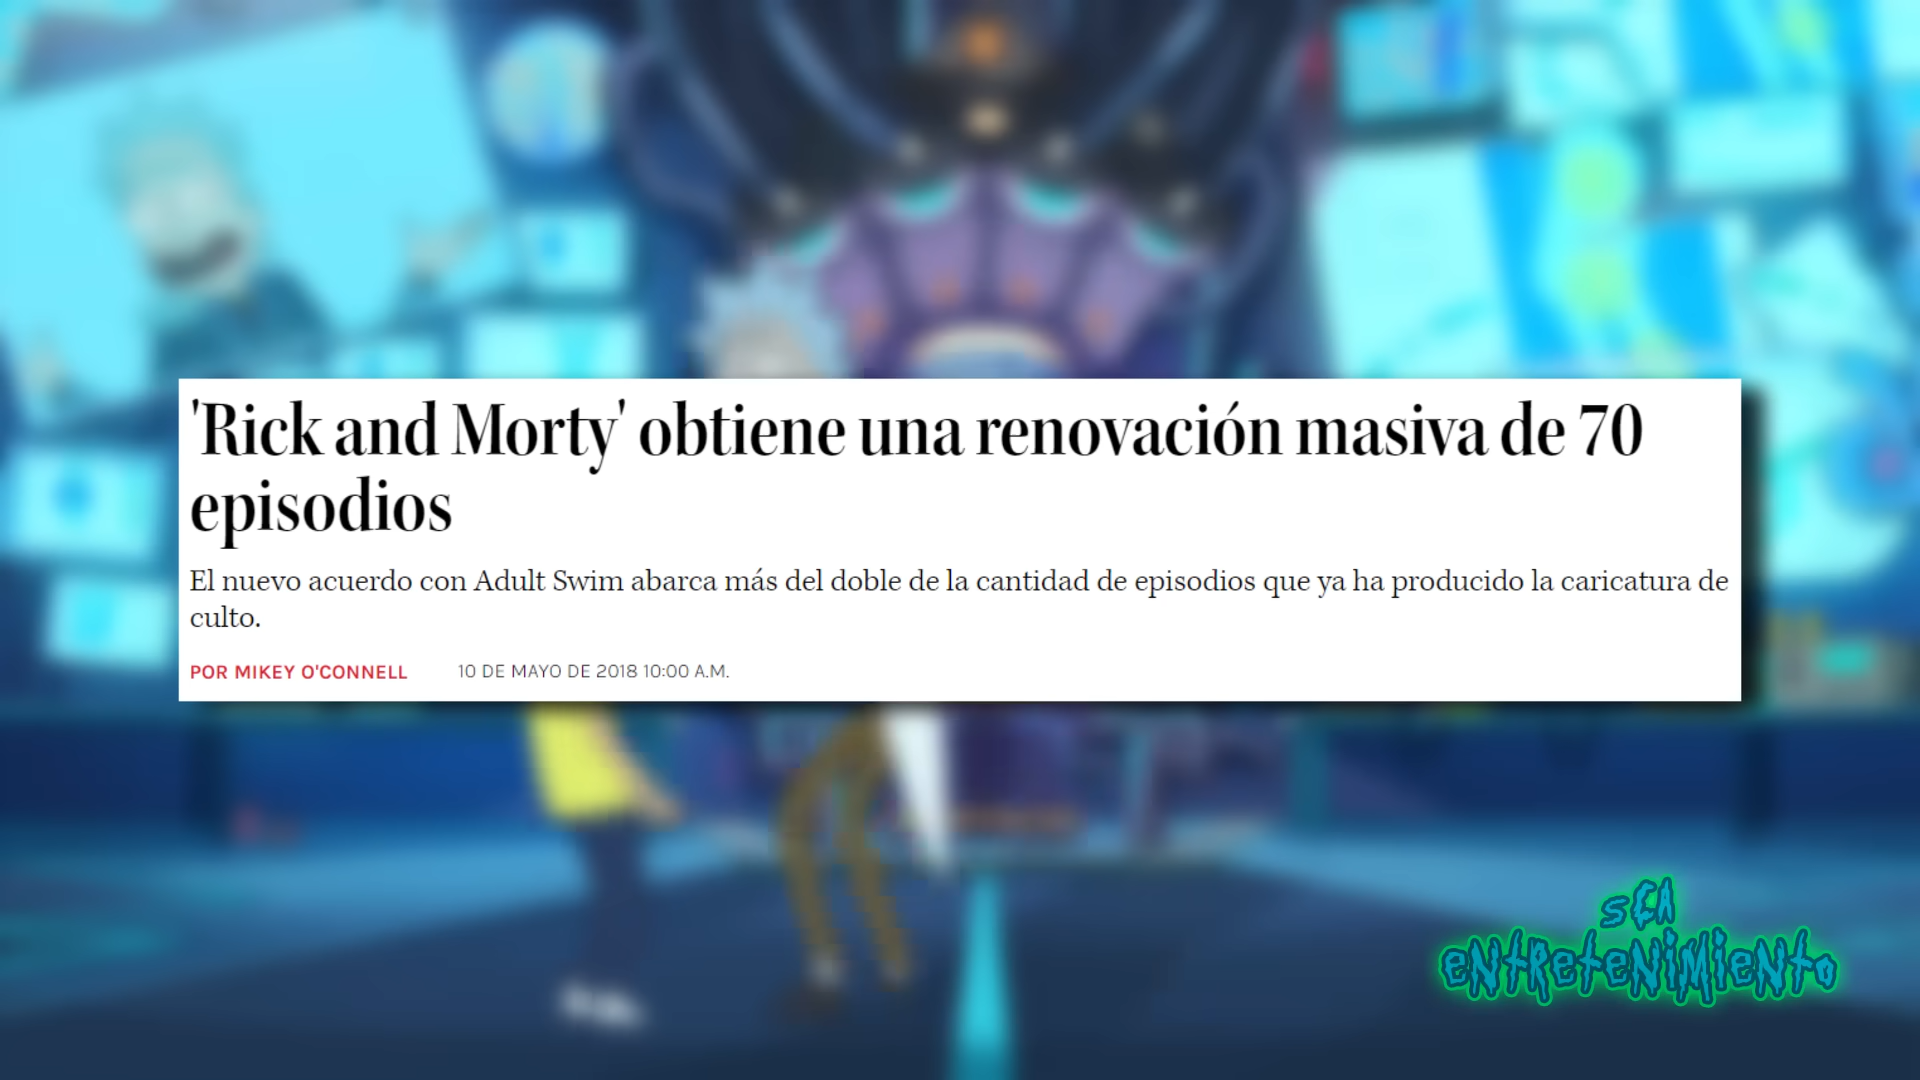 'Rick and Morty' obtiene una renovación masiva de 70
episodios
El nuevo acuerdo con Adult Swim abarca más del doble de la cantidad de episodios que ya ha producido la caricatura de
culto.
POR MIKEY O'CONNELL 10 DE MAYO DE 2018 10:00 A.M.
sCA
eNtReteNiMieNto